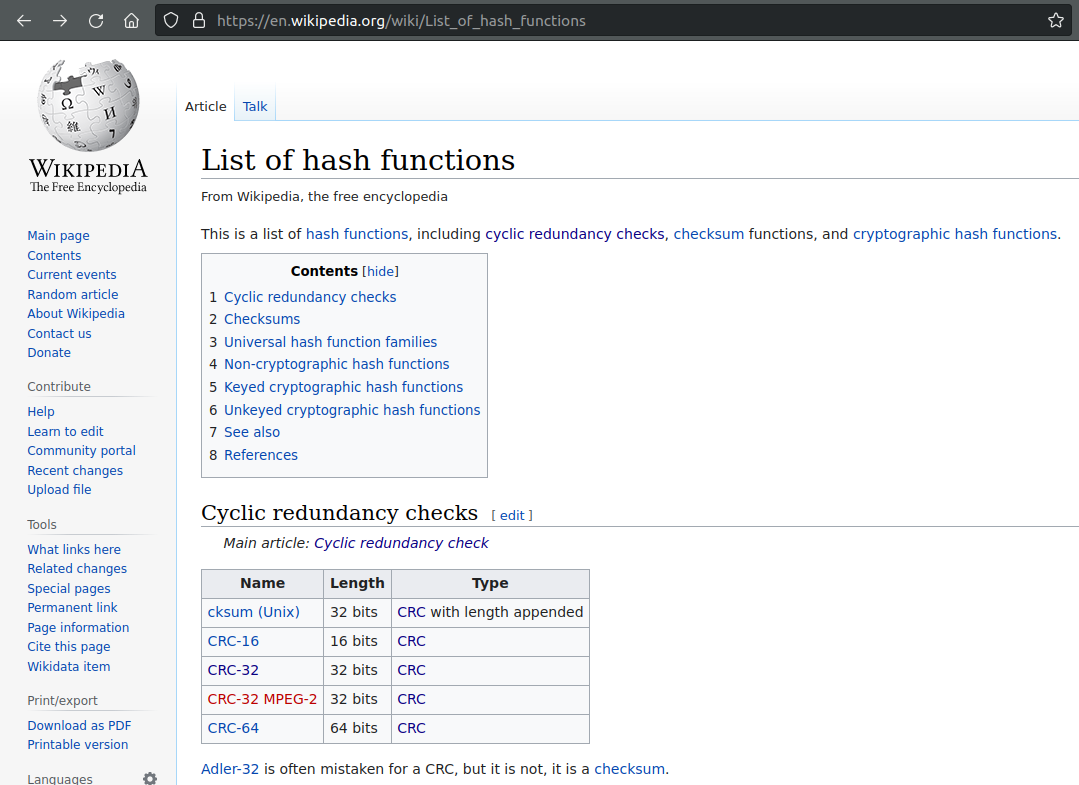 https://en.wikipedia.org/wiki/List_of_hash_functions
WIKIPEDIA
The Free Encyclopedia
Main page
Contents
Current events
Random article
About Wikipedia
Contact us
Donate
Contribute
Help
Learn to edit
Community portal
Recent changes
Upload file
Tools
What links here
Related changes
Special pages
Permanent link
Page information
Cite this page
Wikidata item
Print/export
Download as PDF
Printable version
Languages
Article Talk
List of hash functions
From Wikipedia, the free encyclopedia
This is a list of hash functions, including cyclic redundancy checks, checksum functions, and cryptographic hash functions.
Contents [hide]
1 Cyclic redundancy checks
2 Checksums
3 Universal hash function families
4 Non-cryptographic hash functions
5 Keyed cryptographic hash functions
6 Unkeyed cryptographic hash functions
7 See also
8 References
Cyclic redundancy checks [ edit ]
Main article: Cyclic redundancy check
Name Length Type
cksum (Unix) 32 bits CRC with length appended
CRC-16 16 bits CRC
CRC-32 32 bits CRC
CRC-32 MPEG-2 32 bits CRC
CRC-64 64 bits CRC
Adler-32 is often mistaken for a CRC, but it is not, it is a checksum.